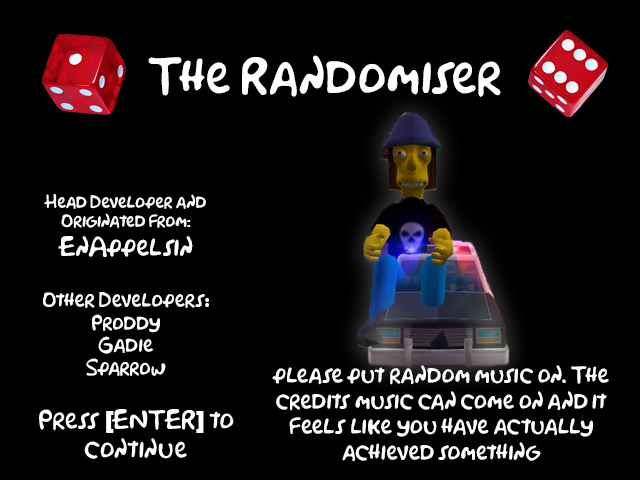 The Randomiser
Head Developer and
Originated From:
EnAppelsin
Other Developers:
Proddy
Gadie
Sparrow
Press [ENTER] to
continue
Please put random music on. The
credits music can come on and it
feels like you have actually
achieved something